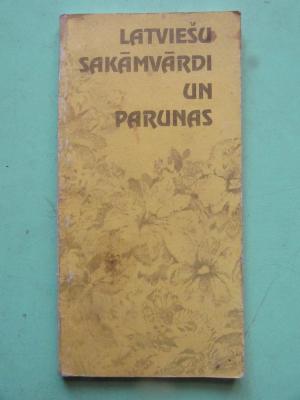 LATVIEŠU
SAKĀMVĀRDI
UN
PARUNAS